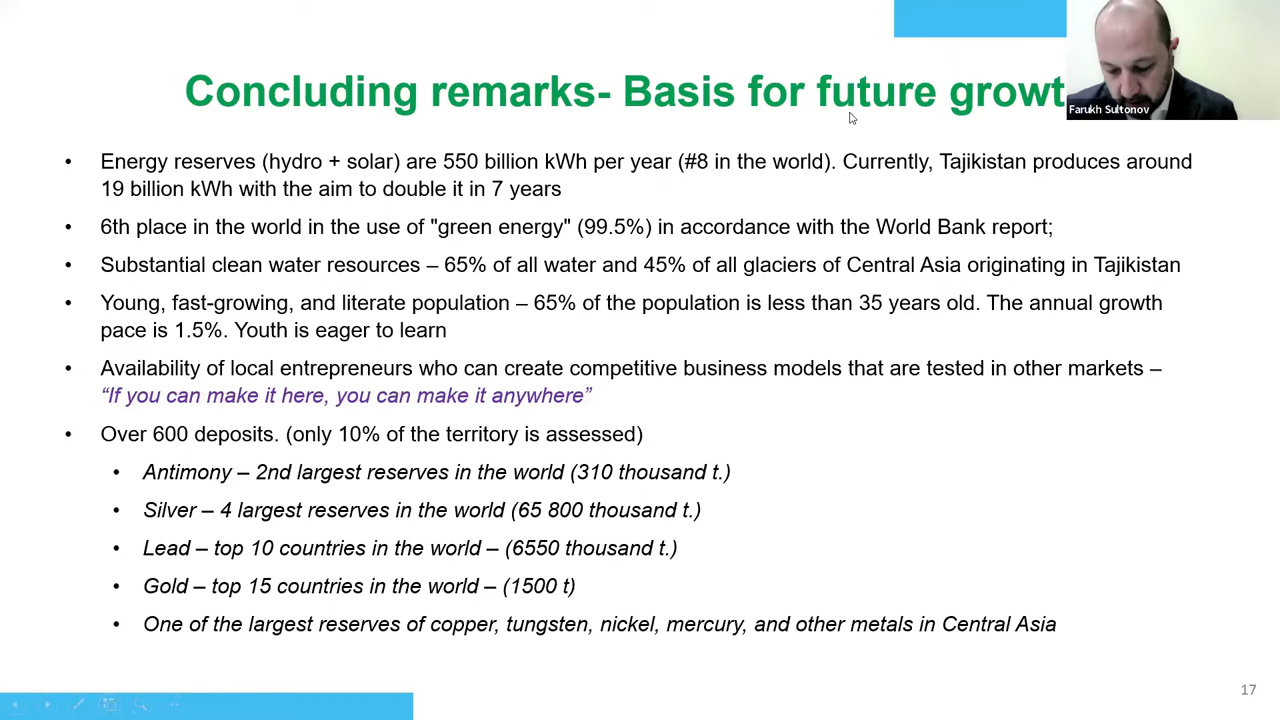 Concluding remarks- Basis for future growt
Farukh Sultonov
• Energy reserves (hydro + solar) are 550 billion kWh per year (#8 in the world). Currently, Tajikistan produces around
19 billion kWh with the aim to double it in 7 years
• 6th place in the world in the use of "green energy" (99.5%) in accordance with the World Bank report;
• Substantial clean water resources – 65% of all water and 45% of all glaciers of Central Asia originating in Tajikistan
• Young, fast-growing, and literate population – 65% of the population is less than 35 years old. The annual growth
pace is 1.5%. Youth is eager to learn
• Availability of local entrepreneurs who can create competitive business models that are tested in other markets –
“If you can make it here, you can make it anywhere”
• Over 600 deposits. (only 10% of the territory is assessed)
• Antimony – 2nd largest reserves in the world (310 thousand t.)
• Silver – 4 largest reserves in the world (65 800 thousand t.)
• Lead – top 10 countries in the world – (6550 thousand t.)
• Gold – top 15 countries in the world – (1500 t)
• One of the largest reserves of copper, tungsten, nickel, mercury, and other metals in Central Asia
17